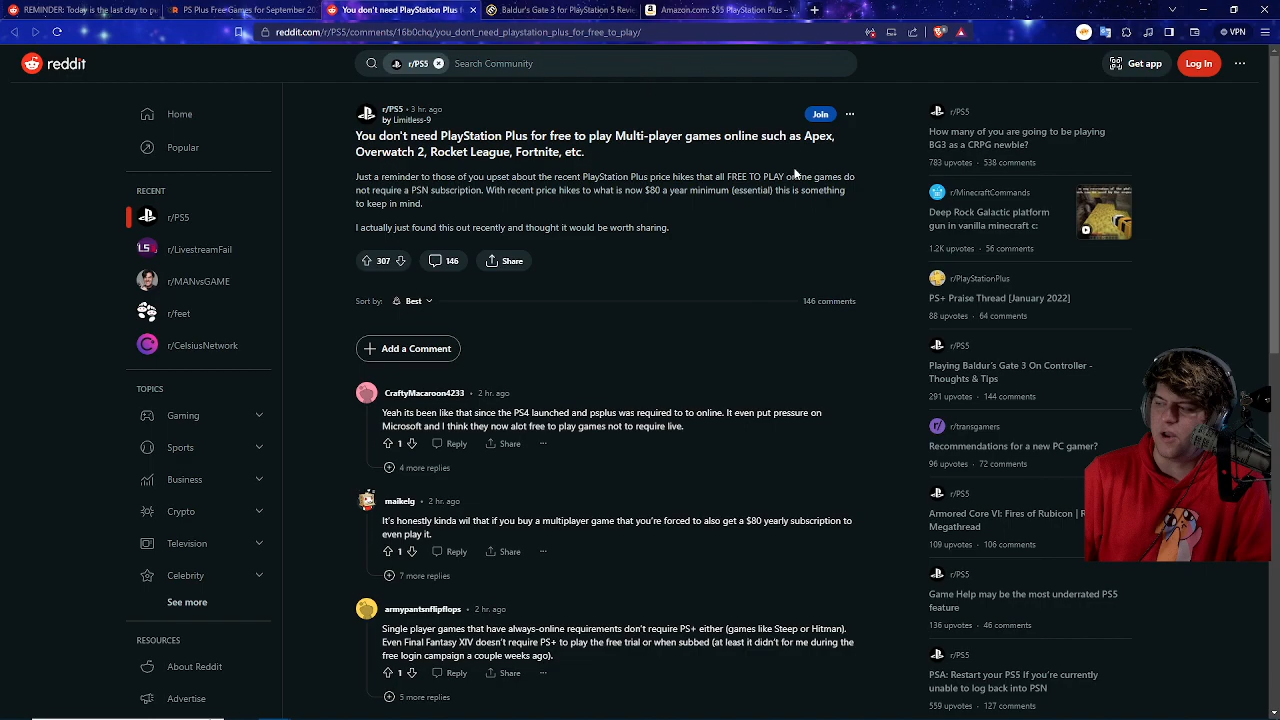 REMINDER: Today is the last day to p
PS Plus Free Games for September 20
You don't need PlayStation Plus f
Baldur's Gate 3 for PlayStation 5 Revi
Amazon.com: $55 PlayStation Plus – V
reddit.com/r/PS5/comments/16b0chq/you_dont_need_playstation_plus_for_free_to_play/
VPN
reddit
r/PS5
Search Community
Get app
Log In
Home
Popular
RECENT
r/PS5
r/LivestreamFail
r/MANvsGAME
r/feet
r/CelsiusNetwork
TOPICS
Gaming
Sports
Business
Crypto
Television
Celebrity
See more
RESOURCES
About Reddit
Advertise
r/PS5 • 3 hr. ago
by Limitless-9
Join
You don't need PlayStation Plus for free to play Multi-player games online such as Apex,
Overwatch 2, Rocket League, Fortnite, etc.
Just a reminder to those of you upset about the recent PlayStation Plus price hikes that all FREE TO PLAY online games do
not require a PSN subscription. With recent price hikes to what is now $80 a year minimum (essential) this is something
to keep in mind.
I actually just found this out recently and thought it would be worth sharing.
307
146
Share
Sort by:
Best
146 comments
Add a Comment
CraftyMacaroon4233 • 2 hr. ago
Yeah its been like that since the PS4 launched and psplus was required to to online. It even put pressure on
Microsoft and I think they now alot free to play games not to require live.
1
Reply
Share
4 more replies
maikelg • 2 hr. ago
It's honestly kinda wil that if you buy a multiplayer game that you're forced to also get a $80 yearly subscription to
even play it.
1
Reply
Share
7 more replies
armypantsnflipflops • 2 hr. ago
Single player games that have always-online requirements don't require PS+ either (games like Steep or Hitman).
Even Final Fantasy XIV doesn't require PS+ to play the free trial or when subbed (at least it didn't for me during the
free login campaign a couple weeks ago).
1
Reply
Share
5 more replies
r/PS5
How many of you are going to be playing
BG3 as a CRPG newbie?
783 upvotes · 538 comments
r/MinecraftCommands
Deep Rock Galactic platform
gun in vanilla minecraft c:
1.2K upvotes · 56 comments
r/PlayStationPlus
PS+ Praise Thread [January 2022]
88 upvotes · 64 comments
r/PS5
Playing Baldur's Gate 3 On Controller -
Thoughts & Tips
291 upvotes · 144 comments
r/transgamers
Recommendations for a new PC gamer?
96 upvotes · 72 comments
r/PS5
Armored Core VI: Fires of Rubicon | R
Megathread
109 upvotes · 106 comments
r/PS5
Game Help may be the most underrated PS5
feature
136 upvotes · 46 comments
r/PS5
PSA: Restart your PS5 if you're currently
unable to log back into PSN
559 upvotes · 127 comments